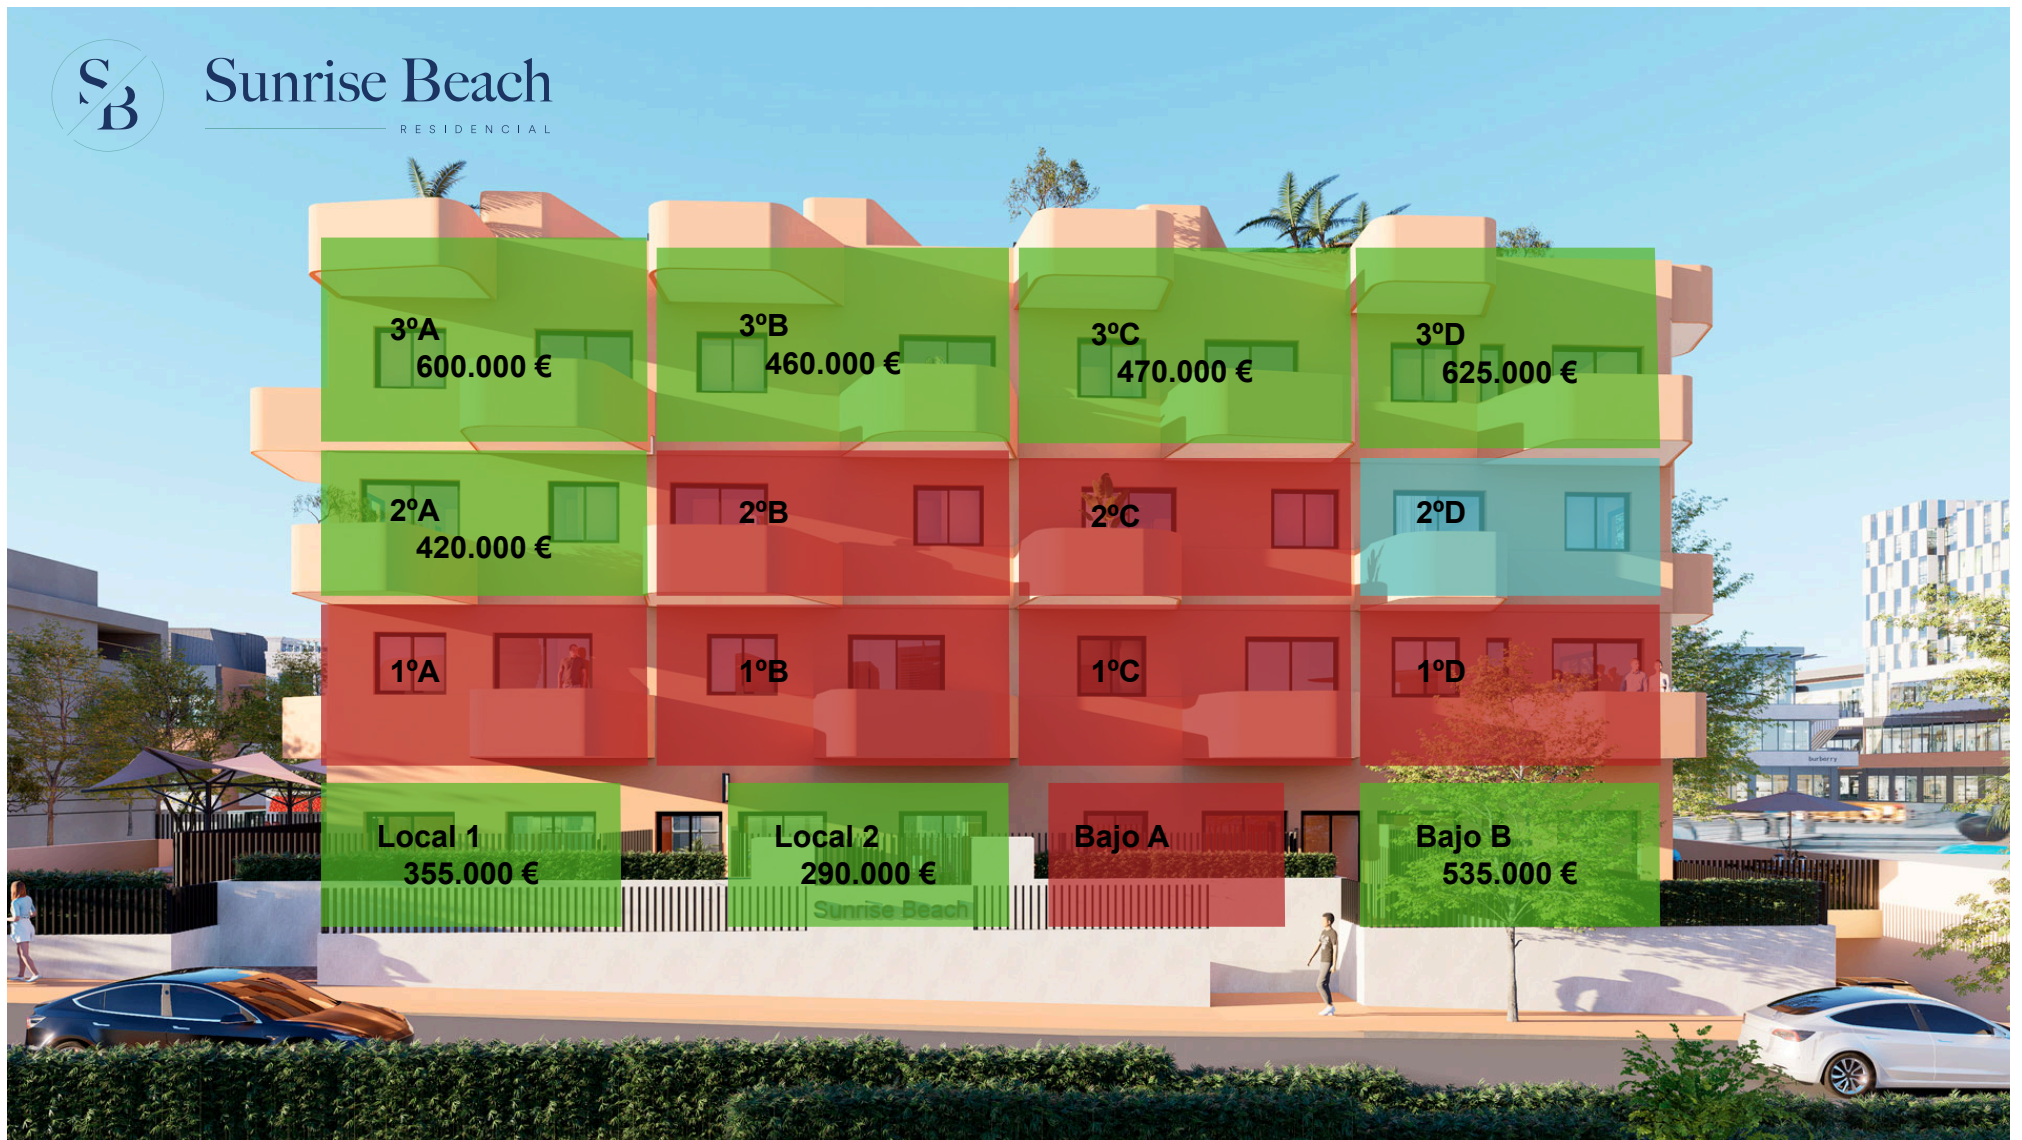 SB
Sunrise Beach
RESIDENCIAL
3ºA
600.000 €
3ºB
460.000 €
3ºC
470.000 €
3ºD
625.000 €
2ºA
420.000 €
2ºB
2ºC
2ºD
1ºA
1ºB
1ºC
1ºD
burberry
Local 1
355.000 €
Local 2
290.000 €
Bajo A
Bajo B
535.000 €
Sunrise Beach